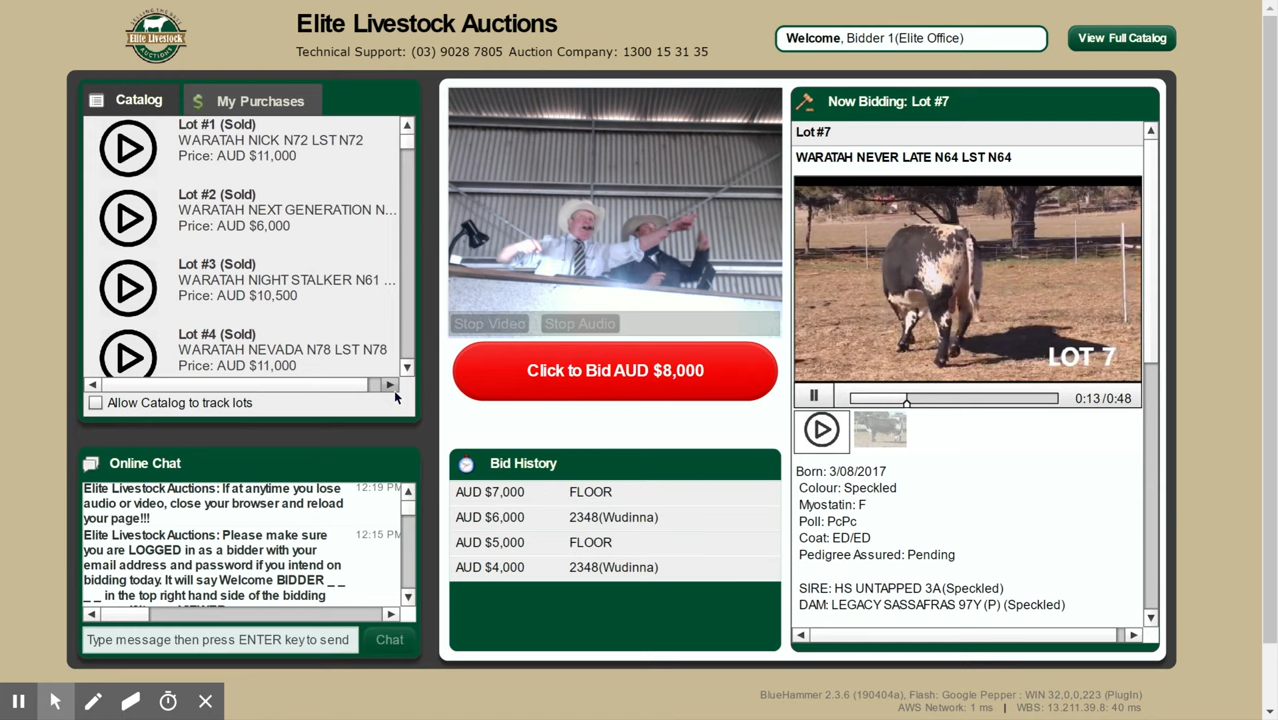 Elite Livestock Auctions
Technical Support: (03) 9028 7805 Auction Company: 1300 15 31 35
Elite Livestock
AUCTIONS
Welcome, Bidder 1(Elite Office)
View Full Catalog
Catalog
$ My Purchases
Lot #1 (Sold)
WARATAH NICK N72 LST N72
Price: AUD $11,000
Lot #2 (Sold)
WARATAH NEXT GENERATION N...
Price: AUD $6,000
Lot #3 (Sold)
WARATAH NIGHT STALKER N61 ...
Price: AUD $10,500
Lot #4 (Sold)
WARATAH NEVADA N78 LST N78
Price: AUD $11,000
Allow Catalog to track lots
Online Chat
Elite Livestock Auctions: If at anytime you lose 12:19 PM
audio or video, close your browser and reload
your page!!!
Elite Livestock Auctions: Please make sure 12:15 PM
you are LOGGED in as a bidder with your
email address and password if you intend on
bidding today. It will say Welcome BIDDER _ _
_ _ in the top right hand side of the bidding
Type message then press ENTER key to send
Chat
Stop Video
Stop Audio
Click to Bid AUD $8,000
Bid History
AUD $7,000 FLOOR
AUD $6,000 2348(Wudinna)
AUD $5,000 FLOOR
AUD $4,000 2348(Wudinna)
Now Bidding: Lot #7
Lot #7
WARATAH NEVER LATE N64 LST N64
LOT 7
0:13/0:48
Born: 3/08/2017
Colour: Speckled
Myostatin: F
Poll: PcPc
Coat: ED/ED
Pedigree Assured: Pending
SIRE: HS UNTAPPED 3A (Speckled)
DAM: LEGACY SASSAFRAS 97Y (P) (Speckled)
BlueHammer 2.3.6 (190404a), Flash: Google Pepper : WIN 32,0,0,223 (PlugIn)
AWS Network: 1 ms | WBS: 13.211.39.8: 40 ms